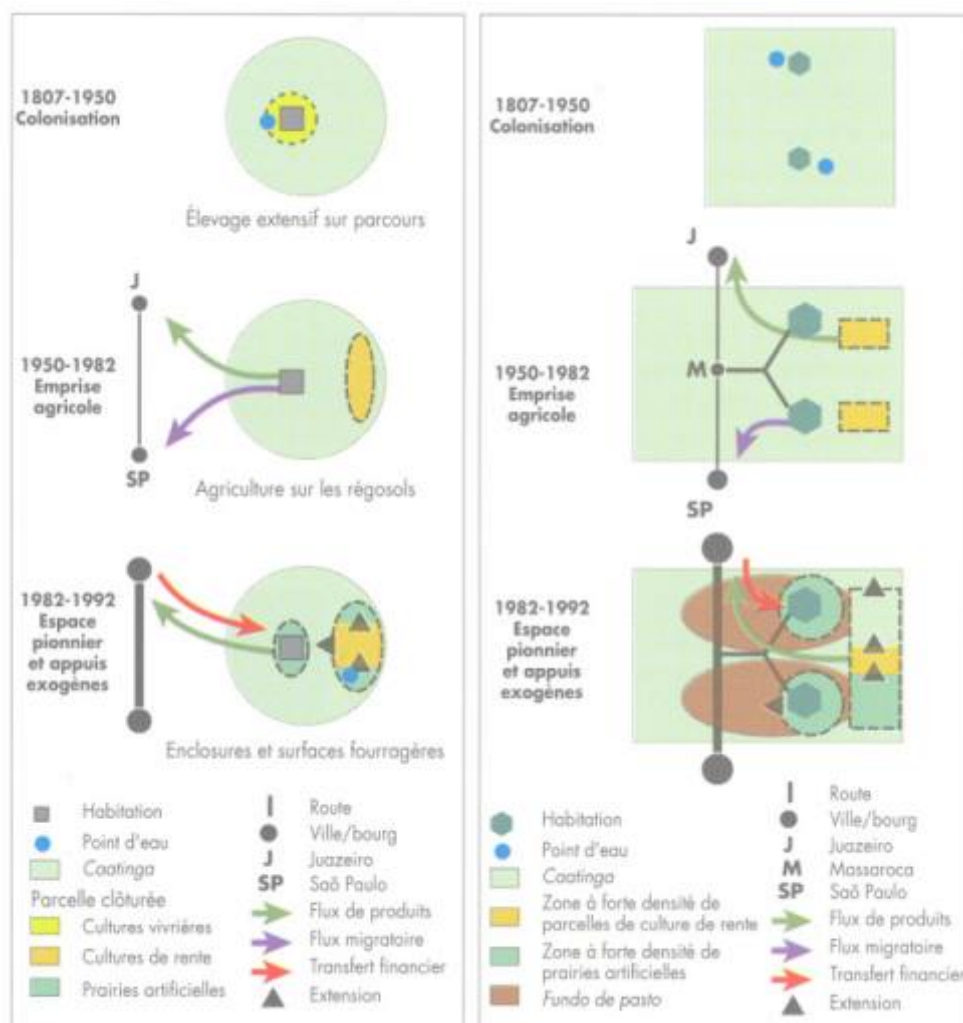 1807-1950
Colonisation
Élevage extensif sur parcours
J
1950-1982
Emprise
agricole
SP
Agriculture sur les régosols
1982-1992
Espace
pionnier
et appuis
exogènes
Enclosures et surfaces fourragères
Habitation
Point d'eau
Caatinga
Parcelle clôturée
Cultures vivrières
Cultures de rente
Prairies artificielles
Route
Ville/bourg
J Juazeiro
SP Saõ Paulo
Flux de produits
Flux migratoire
Transfert financier
Extension
1807-1950
Colonisation
J
1950-1982
Emprise
agricole
M
SP
1982-1992
Espace
pionnier
et appuis
exogènes
Habitation
Point d'eau
Caatinga
Zone à forte densité de
parcelles de culture de rente
Zone à forte densité de
prairies artificielles
Fundo de pasto
Route
Ville/bourg
J Juazeiro
M Massaroca
SP Saõ Paulo
Flux de produits
Flux migratoire
Transfert financier
Extension